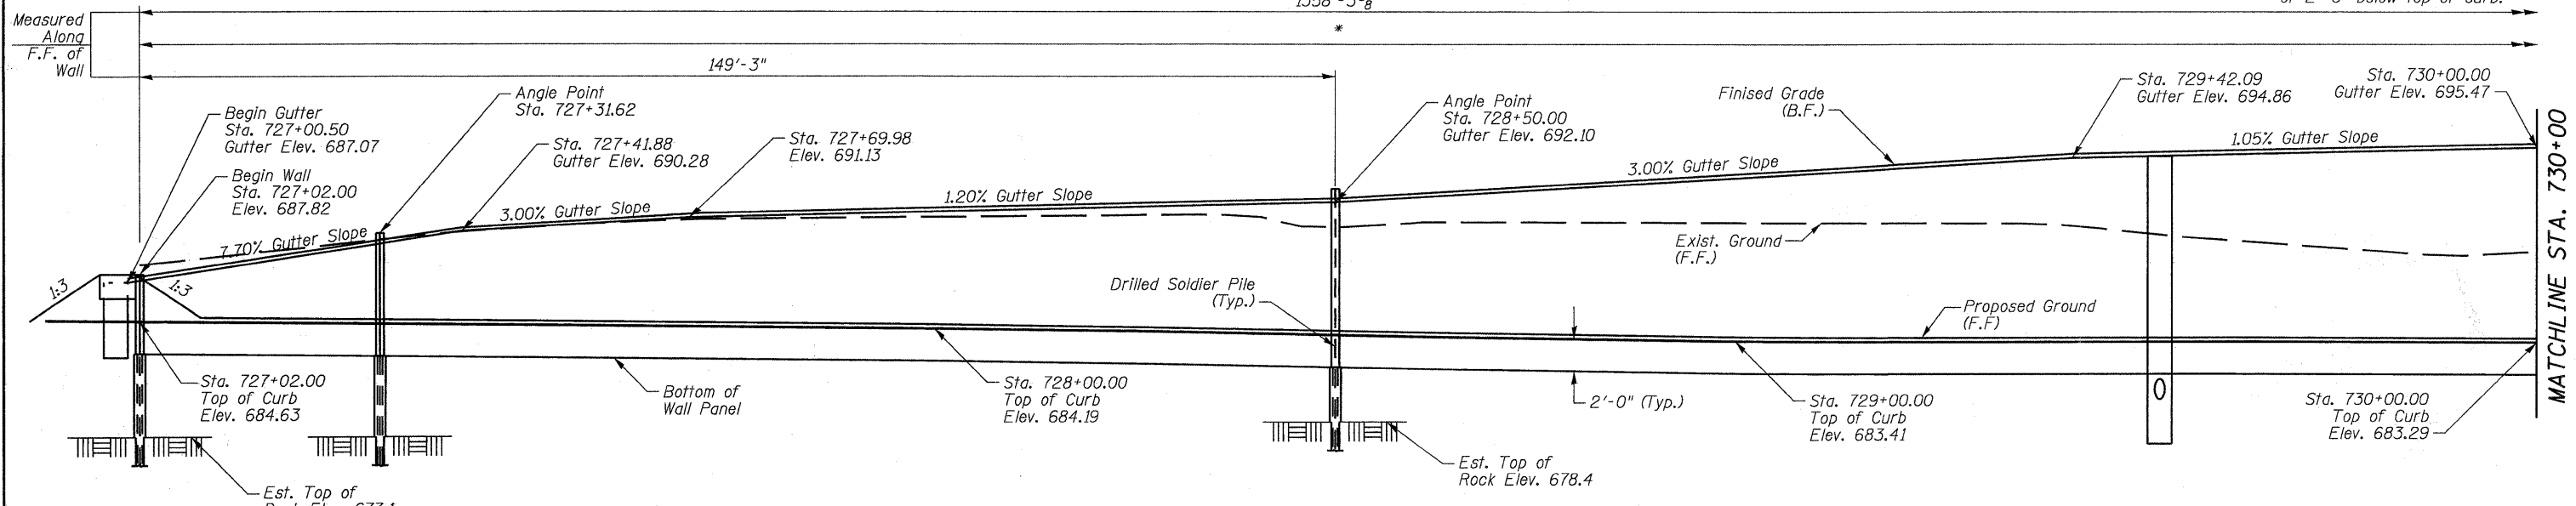 Measured
Along
F.F. of
Wall
*
149'-3"
Begin Gutter
Sta. 727+00.50
Gutter Elev. 687.07
Begin Wall
Sta. 727+02.00
Elev. 687.82
Angle Point
Sta. 727+31.62
Sta. 727+41.88
Gutter Elev. 690.28
Sta. 727+69.98
Elev. 691.13
Angle Point
Sta. 728+50.00
Gutter Elev. 692.10
Finised Grade
(B.F.)
Sta. 729+42.09
Gutter Elev. 694.86
Sta. 730+00.00
Gutter Elev. 695.47
7.70% Gutter Slope
3.00% Gutter Slope
1.20% Gutter Slope
3.00% Gutter Slope
1.05% Gutter Slope
MATCHLINE STA. 730+00
1:3
1:3
Exist. Ground
(F.F.)
Drilled Soldier Pile
(Typ.)
Proposed Ground
(F.F)
Sta. 727+02.00
Top of Curb
Elev. 684.63
Bottom of
Wall Panel
Sta. 728+00.00
Top of Curb
Elev. 684.19
2'-0" (Typ.)
Sta. 729+00.00
Top of Curb
Elev. 683.41
Sta. 730+00.00
Top of Curb
Elev. 683.29
Est. Top of
Est. Top of
Rock Elev. 678.4